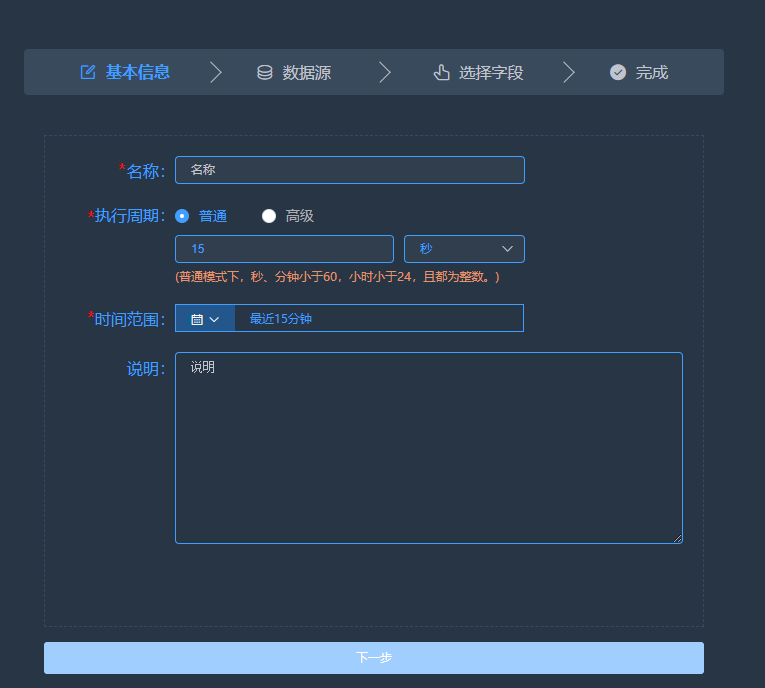 基本信息 数据源 选择字段 完成
*名称： 名称
*执行周期： 普通 高级
15 秒
(普通模式下，秒、分钟小于60，小时小于24，且都为整数。)
*时间范围： 最近15分钟
说明： 说明
下一步